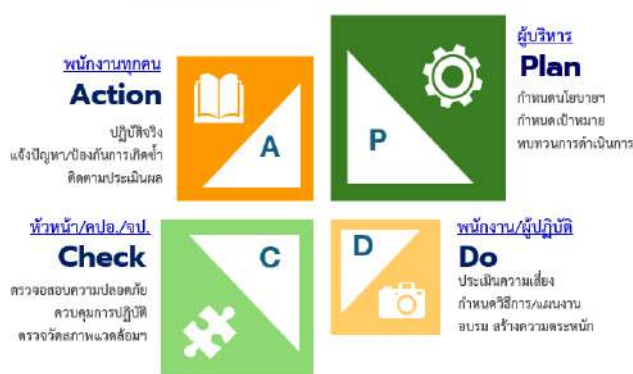 พนักงานทุกคน
Action
ปฏิบัติจริง
แจ้งปัญหา/ป้องกันการเกิดซ้ำ
ติดตามประเมินผล
A
ผู้บริหาร
Plan
กำหนดนโยบายฯ
กำหนดเป้าหมาย
ทบทวนการดำเนินการ
P
หัวหน้า/คปอ./จป.
Check
ตรวจสอบความปลอดภัย
ควบคุมการปฏิบัติ
ตรวจวัดสภาพแวดล้อมฯ
C
พนักงาน/ผู้ปฏิบัติ
Do
ประเมินความเสี่ยง
กำหนดวิธีการ/แผนงาน
อบรม สร้างความตระหนัก
D